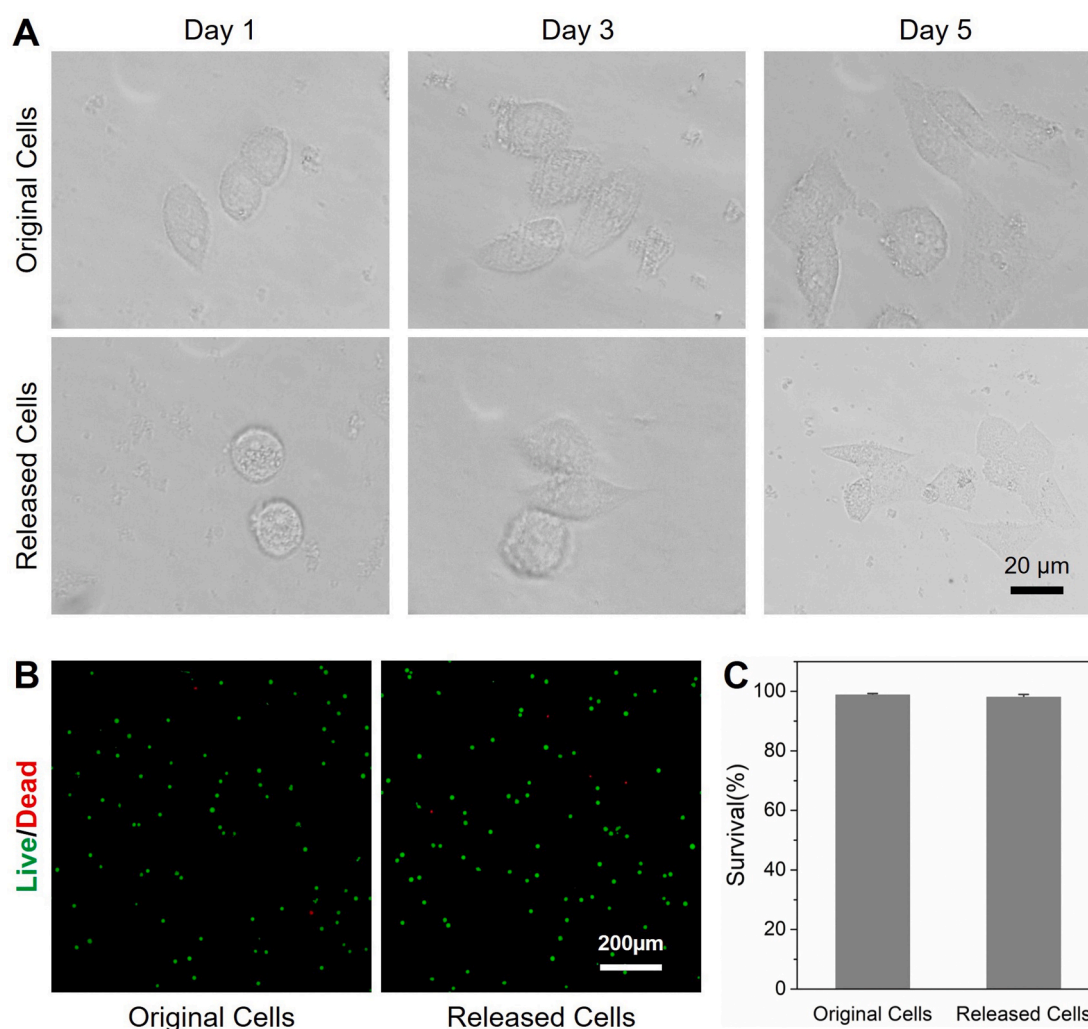 A
Day 1
Day 3
Day 5
Original Cells
Released Cells
20 µm
B
Live/Dead
200µm
Original Cells
Released Cells
C
Survival(%)
100
80
60
40
20
0
Original Cells
Released Cells